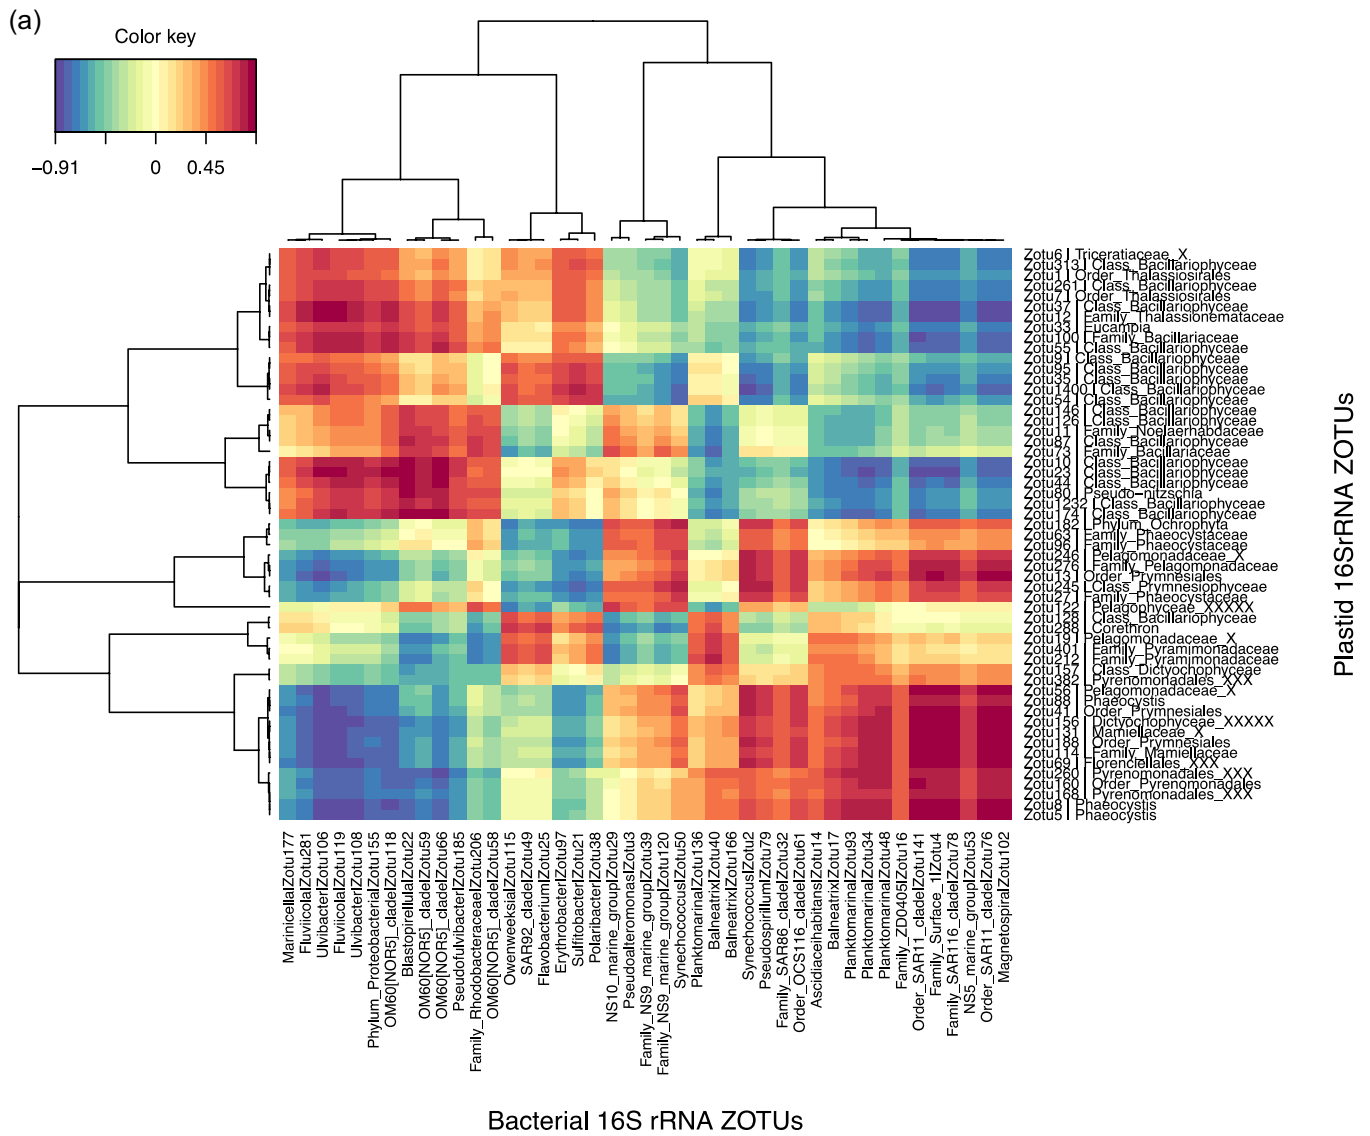 (a)
Color key
−0.91 0 0.45
Zotu6 | Triceratiaceae_X
Zotu313 | Class_Bacillariophyceae
Zotu1 | Order_Thalassiosirales
Zotu261 | Class_Bacillariophyceae
Zotu7 | Order_Thalassiosirales
Zotu37 | Class_Bacillariophyceae
Zotu12 | Family_Thalassionemataceae
Zotu33 | Eucampia
Zotu100 | Family_Bacillariaceae
Zotu55 | Class_Bacillariophyceae
Zotu9 | Class_Bacillariophyceae
Zotu95 | Class_Bacillariophyceae
Zotu35 | Class_Bacillariophyceae
Zotu1400 | Class_Bacillariophyceae
Zotu54 | Class_Bacillariophyceae
Zotu146 | Class_Bacillariophyceae
Zotu126 | Class_Bacillariophyceae
Zotu11 | Family_Noelaerhabdaceae
Zotu87 | Class_Bacillariophyceae
Zotu73 | Family_Bacillariaceae
Zotu10 | Class_Bacillariophyceae
Zotu23 | Class_Bacillariophyceae
Zotu44 | Class_Bacillariophyceae
Zotu80 | Pseudo−nitzschia
Zotu1232 | Class_Bacillariophyceae
Zotu174 | Class_Bacillariophyceae
Zotu182 | Phylum_Ochrophyta
Zotu63 | Family_Phaeocystaceae
Zotu96 | Family_Phaeocystaceae
Zotu246 | Pelagomonadaceae_X
Zotu276 | Family_Pelagomonadaceae
Zotu13 | Order_Prymnesiales
Zotu245 | Class_Prymnesiophyceae
Zotu27 | Family_Phaeocystaceae
Zotu122 | Pelagophyceae_XXXXX
Zotu128 | Class_Bacillariophyceae
Zotu288 | Corethron
Zotu19 | Pelagomonadaceae_X
Zotu401 | Family_Pyramimonadaceae
Zotu212 | Family_Pyramimonadaceae
Zotu157 | Class_Dictyochophyceae
Zotu382 | Pyrenomonadales_XXX
Zotu56 | Pelagomonadaceae_X
Zotu88 | Phaeocystis
Zotu41 | Order_Prymnesiales
Zotu156 | Dictyochophyceae_XXXXX
Zotu131 | Mamiellaceae_X
Zotu188 | Order_Prymnesiales
Zotu14 | Family_Mamiellaceae
Zotu69 | Florenciellales_XXX
Zotu260 | Pyrenomonadales_XXX
Zotu160 | Order_Pyrenomonadales
Zotu168 | Pyrenomonadales_XXX
Zotu8 | Phaeocystis
Zotu5 | Phaeocystis
Plastid 16SrRNA ZOTUs
Marinicella|Zotu177
Fluviicola|Zotu281
Ulvibacter|Zotu106
Fluviicola|Zotu119
Ulvibacter|Zotu108
Phylum_Proteobacteria|Zotu155
OM60[NOR5]_clade|Zotu118
Blastopirellula|Zotu22
OM60[NOR5]_clade|Zotu59
OM60[NOR5]_clade|Zotu66
Pseudofulvibacter|Zotu185
Family_Rhodobacteraceae|Zotu206
OM60[NOR5]_clade|Zotu58
Owenweeksia|Zotu115
SAR92_clade|Zotu49
Flavobacterium|Zotu25
Erythrobacter|Zotu97
Sulfitobacter|Zotu21
Polaribacter|Zotu38
NS10_marine_group|Zotu29
Pseudoalteromonas|Zotu3
Family_NS9_marine_group|Zotu39
Family_NS9_marine_group|Zotu120
Synechococcus|Zotu50
Planktomarina|Zotu136
Balneatrix|Zotu40
Balneatrix|Zotu166
Synechococcus|Zotu2
Pseudospirillum|Zotu79
Family_SAR86_clade|Zotu32
Order_OCS116_clade|Zotu61
Ascidiaceihabitans|Zotu14
Balneatrix|Zotu17
Planktomarina|Zotu93
Planktomarina|Zotu34
Planktomarina|Zotu48
Family_ZD0405|Zotu16
Order_SAR11_clade|Zotu141
Family_Surface_1|Zotu4
Family_SAR116_clade|Zotu78
NS5_marine_group|Zotu53
Order_SAR11_clade|Zotu76
Magnetospira|Zotu102
Bacterial 16S rRNA ZOTUs